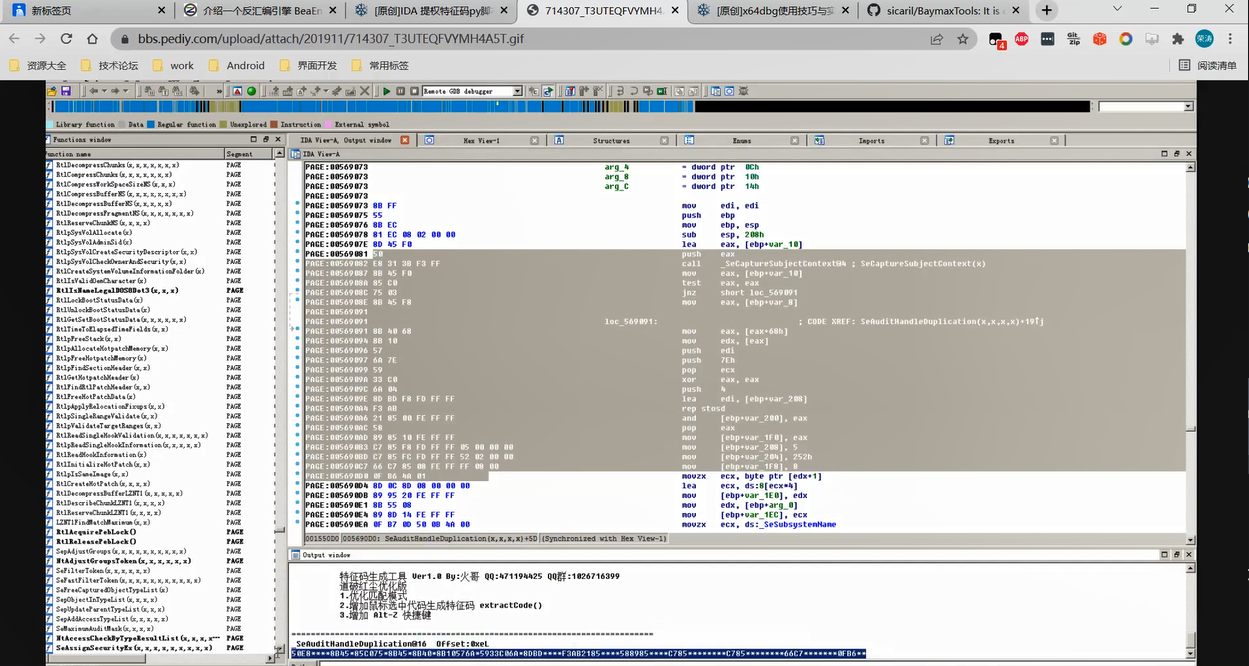 新标签页
介绍一个反汇编引擎 BeaEn
[原创]IDA 提权特征码py脚
714307_T3UTEQFVYMH4
[原创]x64dbg使用技巧与实
sicaril/BaymaxTools: It is
bbs.pediy.com/upload/attach/201911/714307_T3UTEQFVYMH4A5T.gif
4
ABP
Git Zip
荣涛
资源大全
技术论坛
work
Android
界面开发
常用标签
阅读清单
Remote GDB debugger
Library function
Data
Regular function
Unexplored
Instruction
External symbol
Functions window
IDA View-A, Output window
Hex View-1
Structures
Enums
Imports
Exports
Function name Segment
RtlDecompressChunks(x,x,x,x,x,x) PAGE
RtlCompressChunks(x,x,x,x,x,x,x) PAGE
RtlCompressWorkSpaceSizeNS(x,x,x) PAGE
RtlCompressBufferNS(x,x,x,x,x,x,x) PAGE
RtlDecompressBufferNS(x,x,x,x,x) PAGE
RtlDecompressFragmentNS(x,x,x,x,x,x) PAGE
RtlReserveChunkNS(x,x,x,x) PAGE
RtlpSysVolAllocate(x) PAGE
RtlpSysVolAdminSid(x) PAGE
RtlpSysVolCreateSecurityDescriptor(x,x) PAGE
RtlpSysVolCheckOwnerAndSecurity(x,x) PAGE
RtlCreateSystemVolumeInformationFolder(x) PAGE
RtlIsValidOemCharacter(x) PAGE
RtlIsNameLegalDOS8Dot3(x,x,x) PAGE
RtlLockBootStatusData(x) PAGE
RtlUnlockBootStatusData(x) PAGE
RtlGetSetBootStatusData(x,x,x,x,x,x) PAGE
RtlTimeToElapsedTimeFields(x,x) PAGE
RtlpFreeStack(x) PAGE
RtlpAllocateHotpatchMemory(x,x) PAGE
RtlpFreeHotpatchMemory(x) PAGE
RtlpFindSectionHeader(x,x) PAGE
RtlGetHotpatchHeader(x) PAGE
RtlFindRtlPatchHeader(x,x) PAGE
RtlFreeHotPatchData(x) PAGE
RtlpApplyRelocationFixups(x,x) PAGE
RtlpSingleRangeValidate(x,x) PAGE
RtlpValidateTargetRanges(x,x) PAGE
RtlReadSingleHookValidation(x,x,x,x,x,x) PAGE
RtlpReadSingleHookInformation(x,x,x) PAGE
RtlReadHookInformation(x) PAGE
RtlInitializeHotPatch(x,x) PAGE
RtlpIsSameImage(x,x) PAGE
RtlCreateHotPatch(x,x,x,x) PAGE
RtlDecompressBufferLZNT1(x,x,x,x,x) PAGE
RtlDescribeChunkLZNT1(x,x,x,x,x) PAGE
RtlReserveChunkLZNT1(x,x,x,x) PAGE
LZNT1FindMatchMaximum(x,x) PAGE
RtlAcquirePebLock() PAGE
RtlReleasePebLock() PAGE
SepAdjustGroups(x,x,x,x,x,x,x,x,x) PAGE
NtAdjustGroupsToken(x,x,x,x,x,x) PAGE
SeFilterToken(x,x,x,x,x,x) PAGE
SeFastFilterToken(x,x,x,x,x,x,x) PAGE
SeFreeCapturedObjectTypeList(x) PAGE
SepObjectInTypeList(x,x,x) PAGE
SepUpdateParentTypeList(x,x) PAGE
SepAddAccessTypeList(x,x,x,x) PAGE
SeMaximumAuditMask(x,x,x,x) PAGE
NtAccessCheckByTypeResultList(x,x,x,x··· PAGE
SeAssignSecurityEx(x,x,x,x,x,x,x,x,x) PAGE
IDA View-A
PAGE:00569073 arg_4 = dword ptr 0Ch
PAGE:00569073 arg_8 = dword ptr 10h
PAGE:00569073 arg_C = dword ptr 14h
PAGE:00569073
PAGE:00569073 8B FF mov edi, edi
PAGE:00569075 55 push ebp
PAGE:00569076 8B EC mov ebp, esp
PAGE:00569078 81 EC 08 02 00 00 sub esp, 208h
PAGE:0056907E 8D 45 F0 lea eax, [ebp+var_10]
PAGE:00569081 50 push eax
PAGE:00569082 E8 31 3B F3 FF call _SeCaptureSubjectContext@4 ; SeCaptureSubjectContext(x)
PAGE:00569087 8B 45 F0 mov eax, [ebp+var_10]
PAGE:0056908A 85 C0 test eax, eax
PAGE:0056908C 75 03 jnz short loc_569091
PAGE:0056908E 8B 45 F8 mov eax, [ebp+var_8]
PAGE:00569091
PAGE:00569091 loc_569091: ; CODE XREF: SeAuditHandleDuplication(x,x,x,x)+19↑j
PAGE:00569091 8B 40 68 mov eax, [eax+68h]
PAGE:00569094 8B 10 mov edx, [eax]
PAGE:00569096 57 push edi
PAGE:00569097 6A 7E push 7Eh
PAGE:00569099 59 pop ecx
PAGE:0056909A 33 C0 xor eax, eax
PAGE:0056909C 6A 04 push 4
PAGE:0056909E 8D BD F8 FD FF FF lea edi, [ebp+var_208]
PAGE:005690A4 F3 AB rep stosd
PAGE:005690A6 21 85 00 FE FF FF and [ebp+var_200], eax
PAGE:005690AC 58 pop eax
PAGE:005690AD 89 85 10 FE FF FF mov [ebp+var_1F0], eax
PAGE:005690B3 C7 85 F8 FD FF FF 05 00 00 00 mov [ebp+var_208], 5
PAGE:005690BD C7 85 FC FD FF FF 52 02 00 00 mov [ebp+var_204], 252h
PAGE:005690C7 66 C7 85 08 FE FF FF 08 00 mov [ebp+var_1F8], 8
PAGE:005690D0 0F B6 4A 01 movzx ecx, byte ptr [edx+1]
PAGE:005690D4 8D 0C 8D 08 00 00 00 lea ecx, ds:8[ecx*4]
PAGE:005690DB 89 95 20 FE FF FF mov [ebp+var_1E0], edx
PAGE:005690E1 8B 55 08 mov edx, [ebp+arg_0]
PAGE:005690E4 89 8D 14 FE FF FF mov [ebp+var_1EC], ecx
PAGE:005690EA 0F B7 0D 50 0B 4A 00 movzx ecx, ds:_SeSubsystemName
001550D0 005690D0: SeAuditHandleDuplication(x,x,x,x)+5D (Synchronized with Hex View-1)
Output window
特征码生成工具 Ver1.0 By:火哥 QQ:471194425 QQ群:1026716399
道破红尘优化版
1.优化匹配模式
2.增加鼠标选中代码生成特征码 extractCode()
3.增加 Alt-Z 快捷键
SeAuditHandleDuplication@16 Offset:0xeL
50E8****8B45*85C075*8B45*8B40*8B10576A*5933C06A*8DBD****F3AB2185****588985****C785********C785********66C7******0FB6**